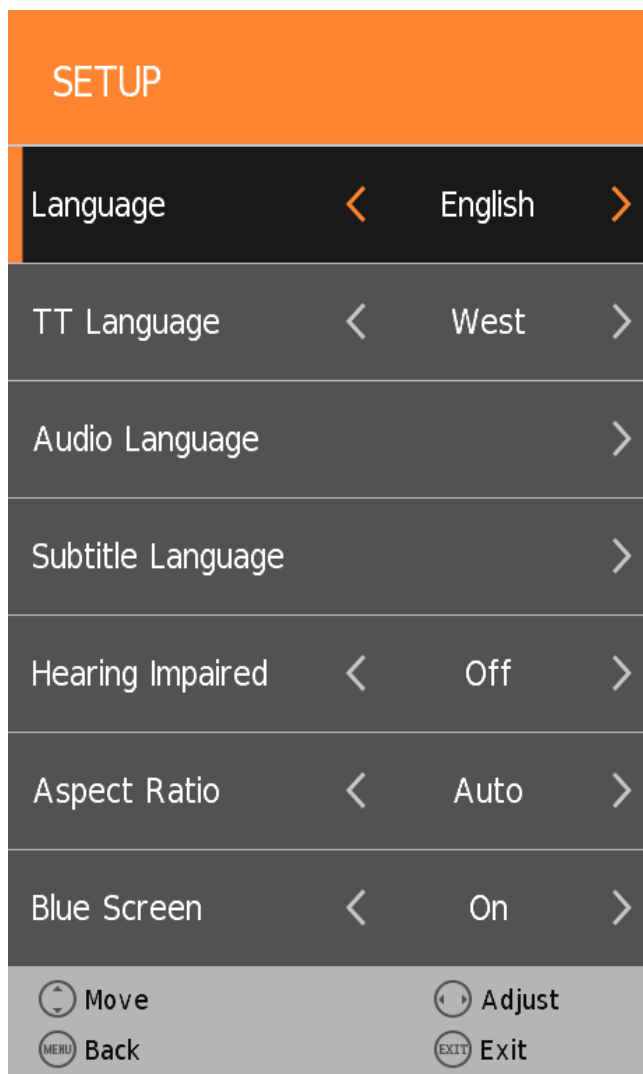 SETUP
Language English
TT Language West
Audio Language
Subtitle Language
Hearing Impaired Off
Aspect Ratio Auto
Blue Screen On
Move Adjust
MENU Back EXIT Exit